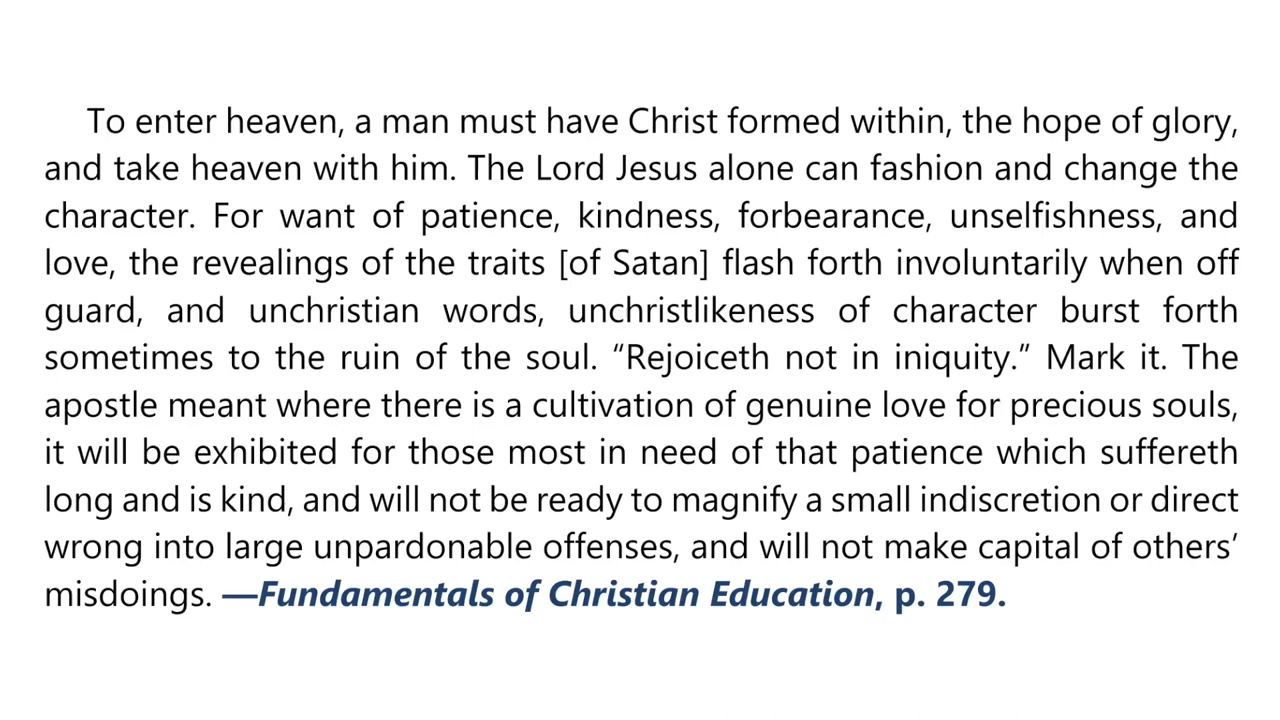 To enter heaven, a man must have Christ formed within, the hope of glory,
and take heaven with him. The Lord Jesus alone can fashion and change the
character. For want of patience, kindness, forbearance, unselfishness, and
love, the revealings of the traits [of Satan] flash forth involuntarily when off
guard, and unchristian words, unchristlikeness of character burst forth
sometimes to the ruin of the soul. “Rejoiceth not in iniquity.” Mark it. The
apostle meant where there is a cultivation of genuine love for precious souls,
it will be exhibited for those most in need of that patience which suffereth
long and is kind, and will not be ready to magnify a small indiscretion or direct
wrong into large unpardonable offenses, and will not make capital of others’
misdoings. —Fundamentals of Christian Education, p. 279.